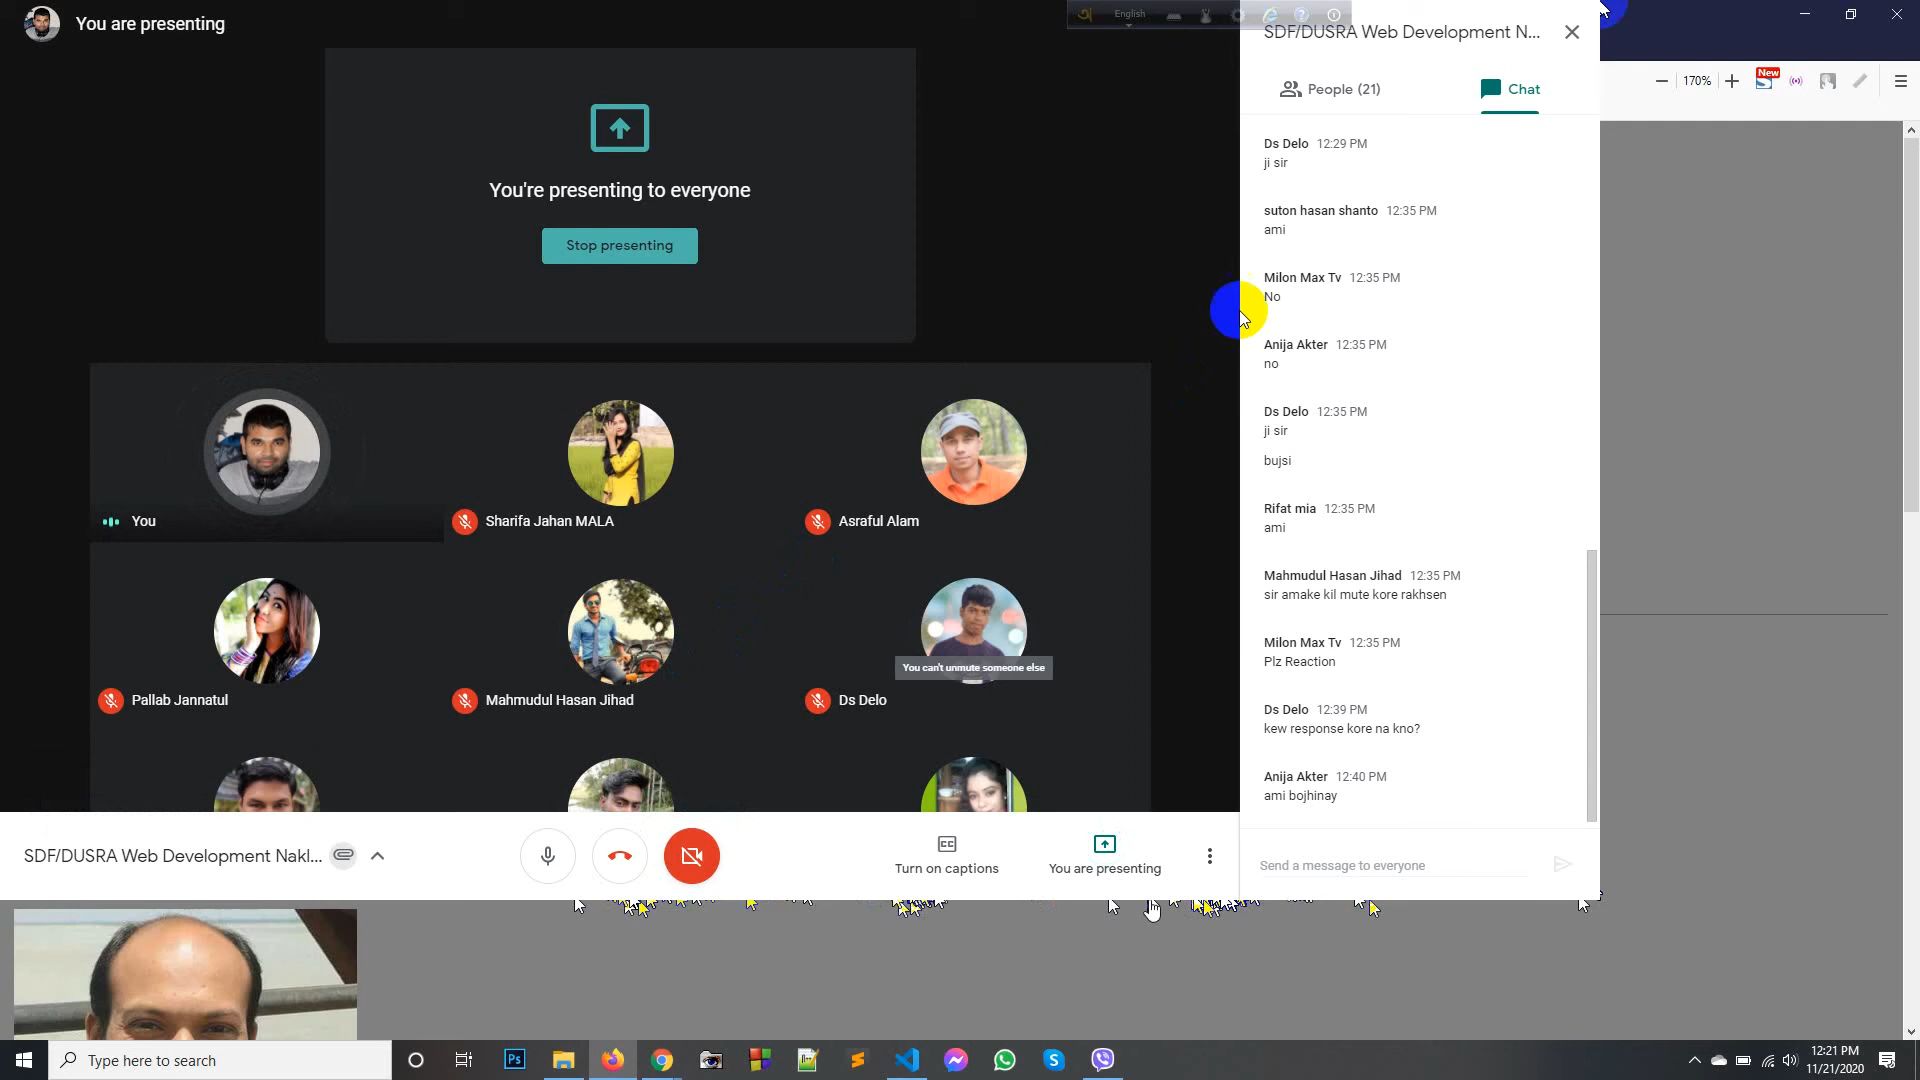 You are presenting
English
You're presenting to everyone
Stop presenting
You
Sharifa Jahan MALA
Asraful Alam
Pallab Jannatul
Mahmudul Hasan Jihad
You can't unmute someone else
Ds Delo
SDF/DUSRA Web Development Nakl...
Turn on captions
You are presenting
SDF/DUSRA Web Development N...
People (21)
Chat
Ds Delo 12:29 PM
ji sir
suton hasan shanto 12:35 PM
ami
Milon Max Tv 12:35 PM
No
Anija Akter 12:35 PM
no
Ds Delo 12:35 PM
ji sir
bujsi
Rifat mia 12:35 PM
ami
Mahmudul Hasan Jihad 12:35 PM
sir amake kil mute kore rakhsen
Milon Max Tv 12:35 PM
Plz Reaction
Ds Delo 12:39 PM
kew response kore na kno?
Anija Akter 12:40 PM
ami bojhinay
Send a message to everyone
170%
New
Type here to search
Ps
12:21 PM
11/21/2020